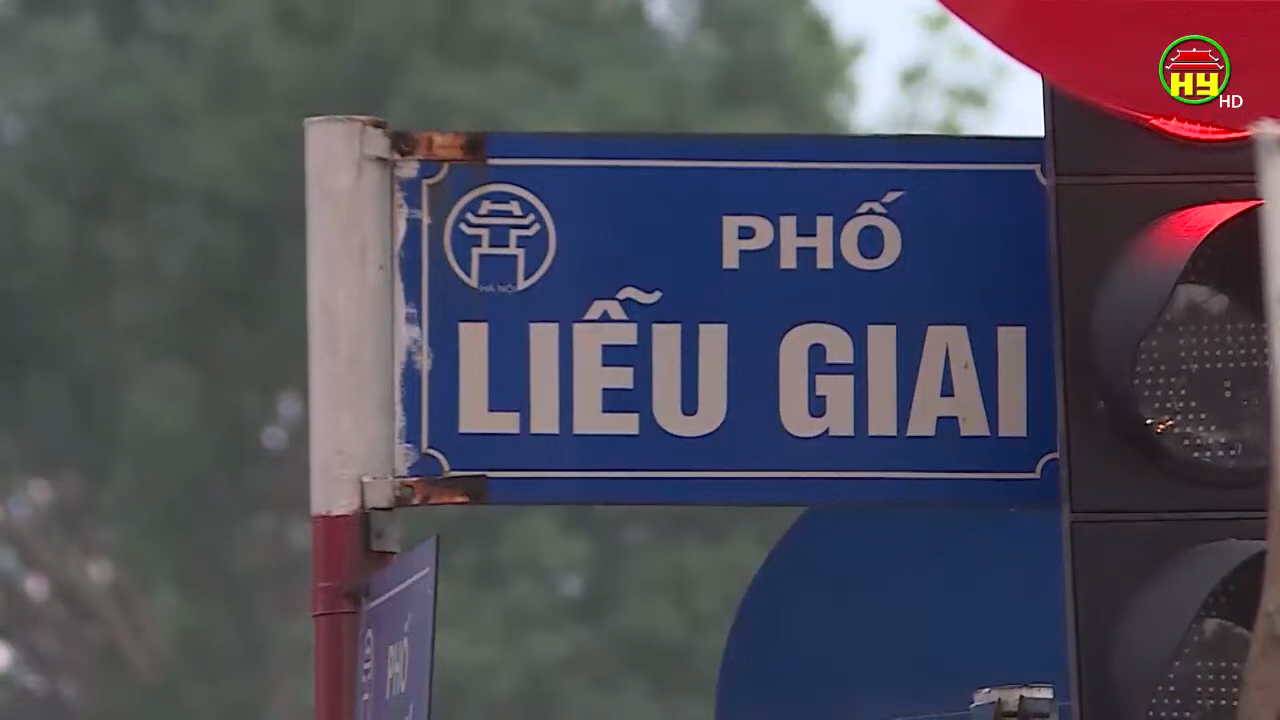 HY
HD
HÀ NỘI
PHỐ
LIỄU GIAI
PHỐ